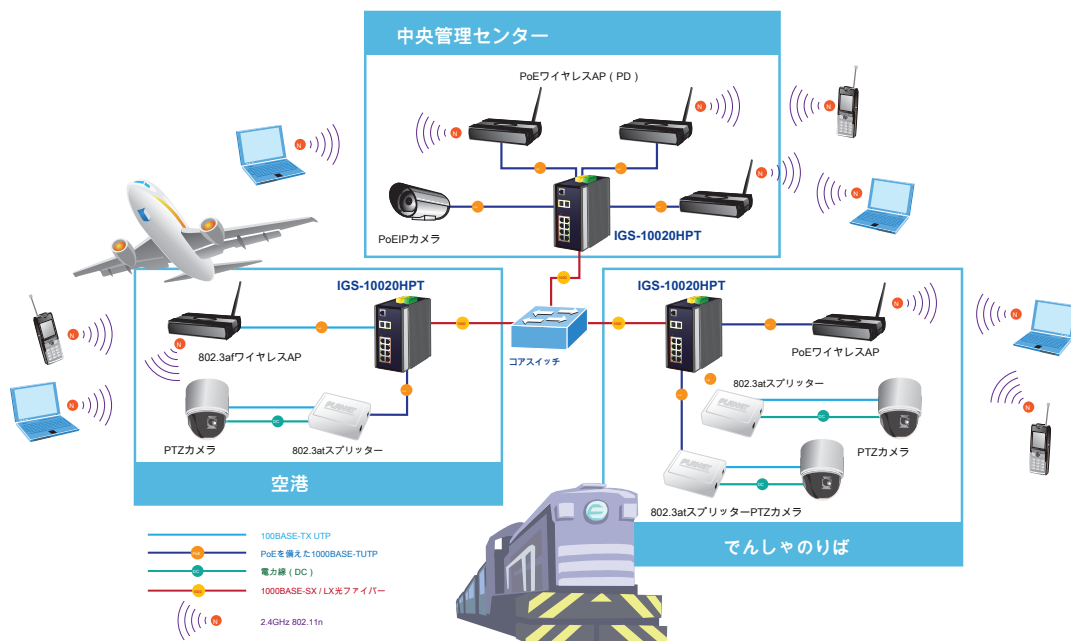 中央管理センター
PoEワイヤレスAP ( PD )
N
N
N
N
N
N
N
PoEIPカメラ
IGS-10020HPT
IGS-10020HPT
IGS-10020HPT
N
N
N
N
802.3afワイヤレスAP
コアスイッチ
PoEワイヤレスAP
N
N
802.3atスプリッター
PLANET
DC
PTZカメラ
802.3atスプリッター
PLANET
DC
PTZカメラ
PLANET
DC
802.3atスプリッターPTZカメラ
空港
でんしゃのりば
100BASE-TX UTP
PoEを備えた1000BASE-TUTP
DC
電力線 ( DC )
1000BASE-SX / LX光ファイバー
N
2.4GHz 802.11n